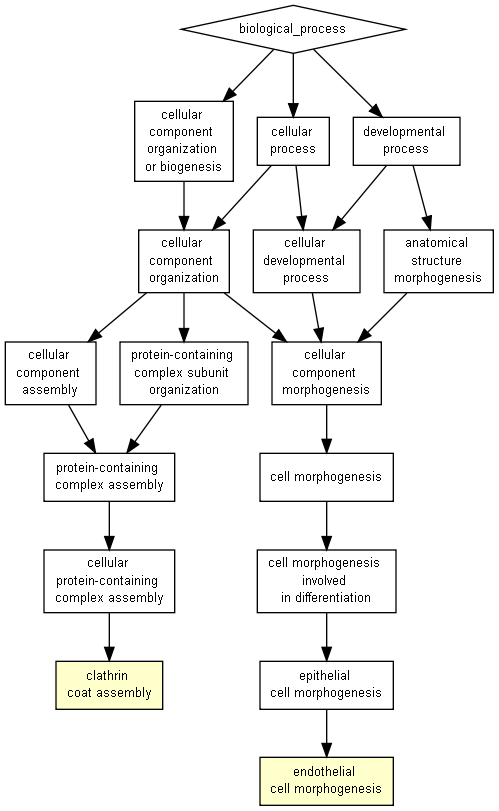 biological_process
cellular
component
organization
or biogenesis
cellular
process
developmental
process
cellular
component
organization
cellular
developmental
process
anatomical
structure
morphogenesis
cellular
component
assembly
protein-containing
complex subunit
organization
cellular
component
morphogenesis
protein-containing
complex assembly
cell morphogenesis
cellular
protein-containing
complex assembly
cell morphogenesis
involved
in differentiation
clathrin
coat assembly
epithelial
cell morphogenesis
endothelial
cell morphogenesis